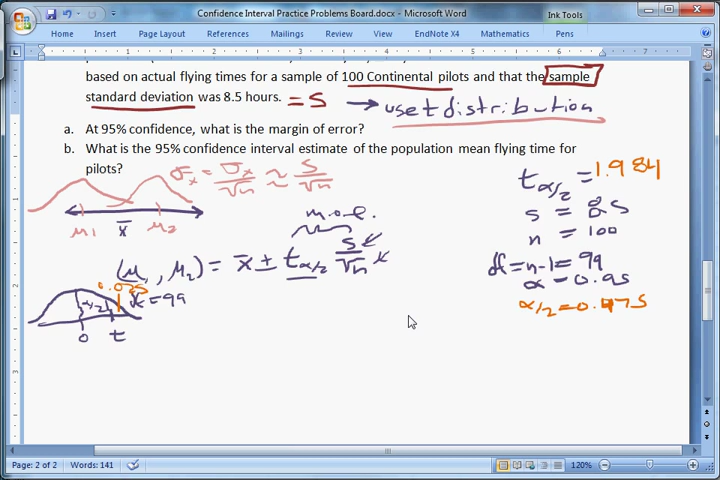 Confidence Interval Practice Problems Board.docx - Microsoft Word
Ink Tools
Home Insert Page Layout References Mailings Review View EndNote X4 Mathematics Pens
based on actual flying times for a sample of 100 Continental pilots and that the sample
standard deviation was 8.5 hours. = S → use t distribution
a. At 95% confidence, what is the margin of error?
b. What is the 95% confidence interval estimate of the population mean flying time for
pilots?
σx̄ = σx/√n ≈ S/√n
t α/2 = 1.984
μ1 x̄ μ2
m.o.e.
s = 8.5
n = 100
(μ1, μ2) = x̄ ± t α/2 S/√n
df = n-1 = 99
α = 0.95
0.025
α/2 df = 99
α/2 = 0.475
0 t
Page: 2 of 2 Words: 141 120%